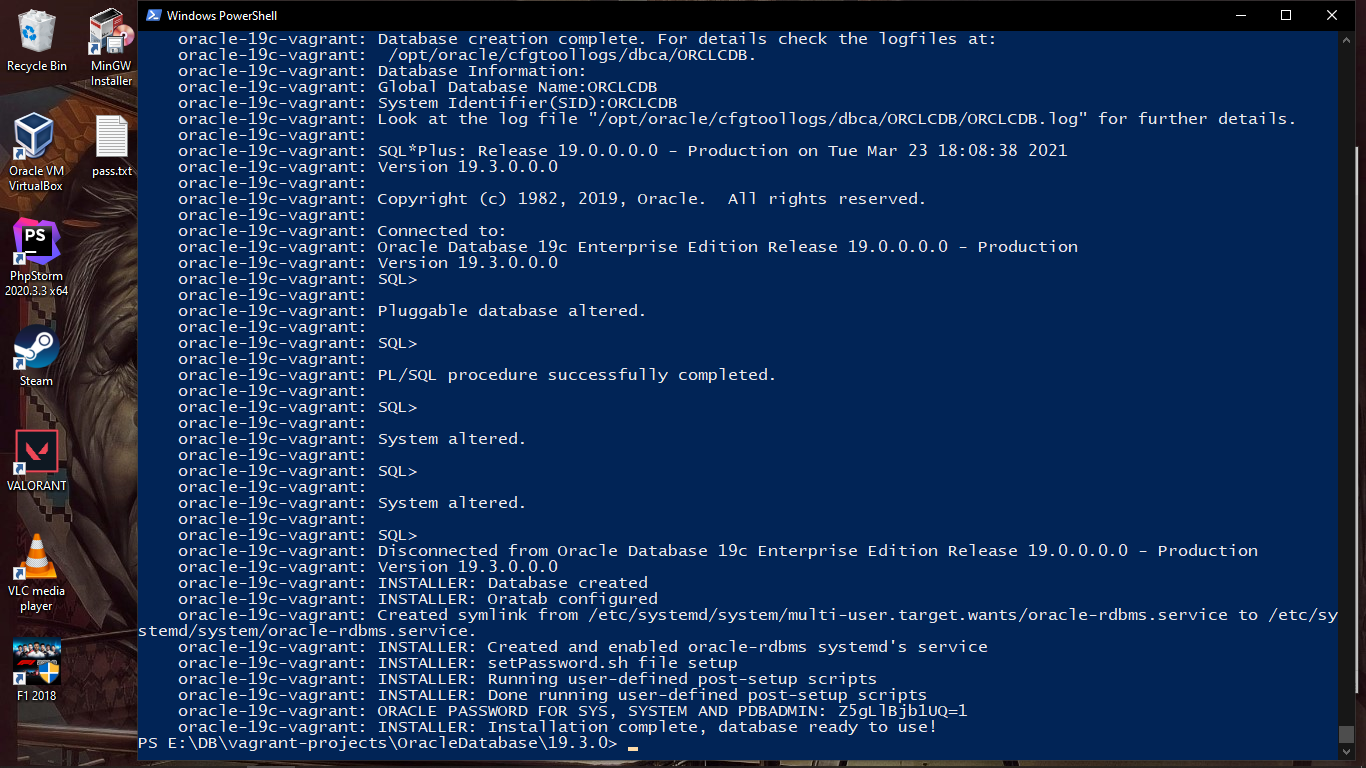 Windows PowerShell
oracle-19c-vagrant: Database creation complete. For details check the logfiles at:
oracle-19c-vagrant:  /opt/oracle/cfgtoollogs/dbca/ORCLCDB.
oracle-19c-vagrant: Database Information:
oracle-19c-vagrant: Global Database Name:ORCLCDB
oracle-19c-vagrant: System Identifier(SID):ORCLCDB
oracle-19c-vagrant: Look at the log file "/opt/oracle/cfgtoollogs/dbca/ORCLCDB/ORCLCDB.log" for further details.
oracle-19c-vagrant:
oracle-19c-vagrant: SQL*Plus: Release 19.0.0.0.0 - Production on Tue Mar 23 18:08:38 2021
oracle-19c-vagrant: Version 19.3.0.0.0
oracle-19c-vagrant:
oracle-19c-vagrant: Copyright (c) 1982, 2019, Oracle.  All rights reserved.
oracle-19c-vagrant:
oracle-19c-vagrant: Connected to:
oracle-19c-vagrant: Oracle Database 19c Enterprise Edition Release 19.0.0.0.0 - Production
oracle-19c-vagrant: Version 19.3.0.0.0
oracle-19c-vagrant: SQL>
oracle-19c-vagrant:
oracle-19c-vagrant: Pluggable database altered.
oracle-19c-vagrant:
oracle-19c-vagrant: SQL>
oracle-19c-vagrant:
oracle-19c-vagrant: PL/SQL procedure successfully completed.
oracle-19c-vagrant:
oracle-19c-vagrant: SQL>
oracle-19c-vagrant:
oracle-19c-vagrant: System altered.
oracle-19c-vagrant:
oracle-19c-vagrant: SQL>
oracle-19c-vagrant:
oracle-19c-vagrant: System altered.
oracle-19c-vagrant:
oracle-19c-vagrant: SQL>
oracle-19c-vagrant: Disconnected from Oracle Database 19c Enterprise Edition Release 19.0.0.0.0 - Production
oracle-19c-vagrant: Version 19.3.0.0.0
oracle-19c-vagrant: INSTALLER: Database created
oracle-19c-vagrant: INSTALLER: Oratab configured
oracle-19c-vagrant: Created symlink from /etc/systemd/system/multi-user.target.wants/oracle-rdbms.service to /etc/sy
stemd/system/oracle-rdbms.service.
oracle-19c-vagrant: INSTALLER: Created and enabled oracle-rdbms systemd's service
oracle-19c-vagrant: INSTALLER: setPassword.sh file setup
oracle-19c-vagrant: INSTALLER: Running user-defined post-setup scripts
oracle-19c-vagrant: INSTALLER: Done running user-defined post-setup scripts
oracle-19c-vagrant: ORACLE PASSWORD FOR SYS, SYSTEM AND PDBADMIN: Z5gLlBjb1UQ=1
oracle-19c-vagrant: INSTALLER: Installation complete, database ready to use!
PS E:\DB\vagrant-projects\OracleDatabase\19.3.0>
Recycle Bin
MinGW
Installer
Oracle VM
VirtualBox
pass.txt
PS
PhpStorm
2020.3.3 x64
Steam
VALORANT
VLC media
player
F1 2018